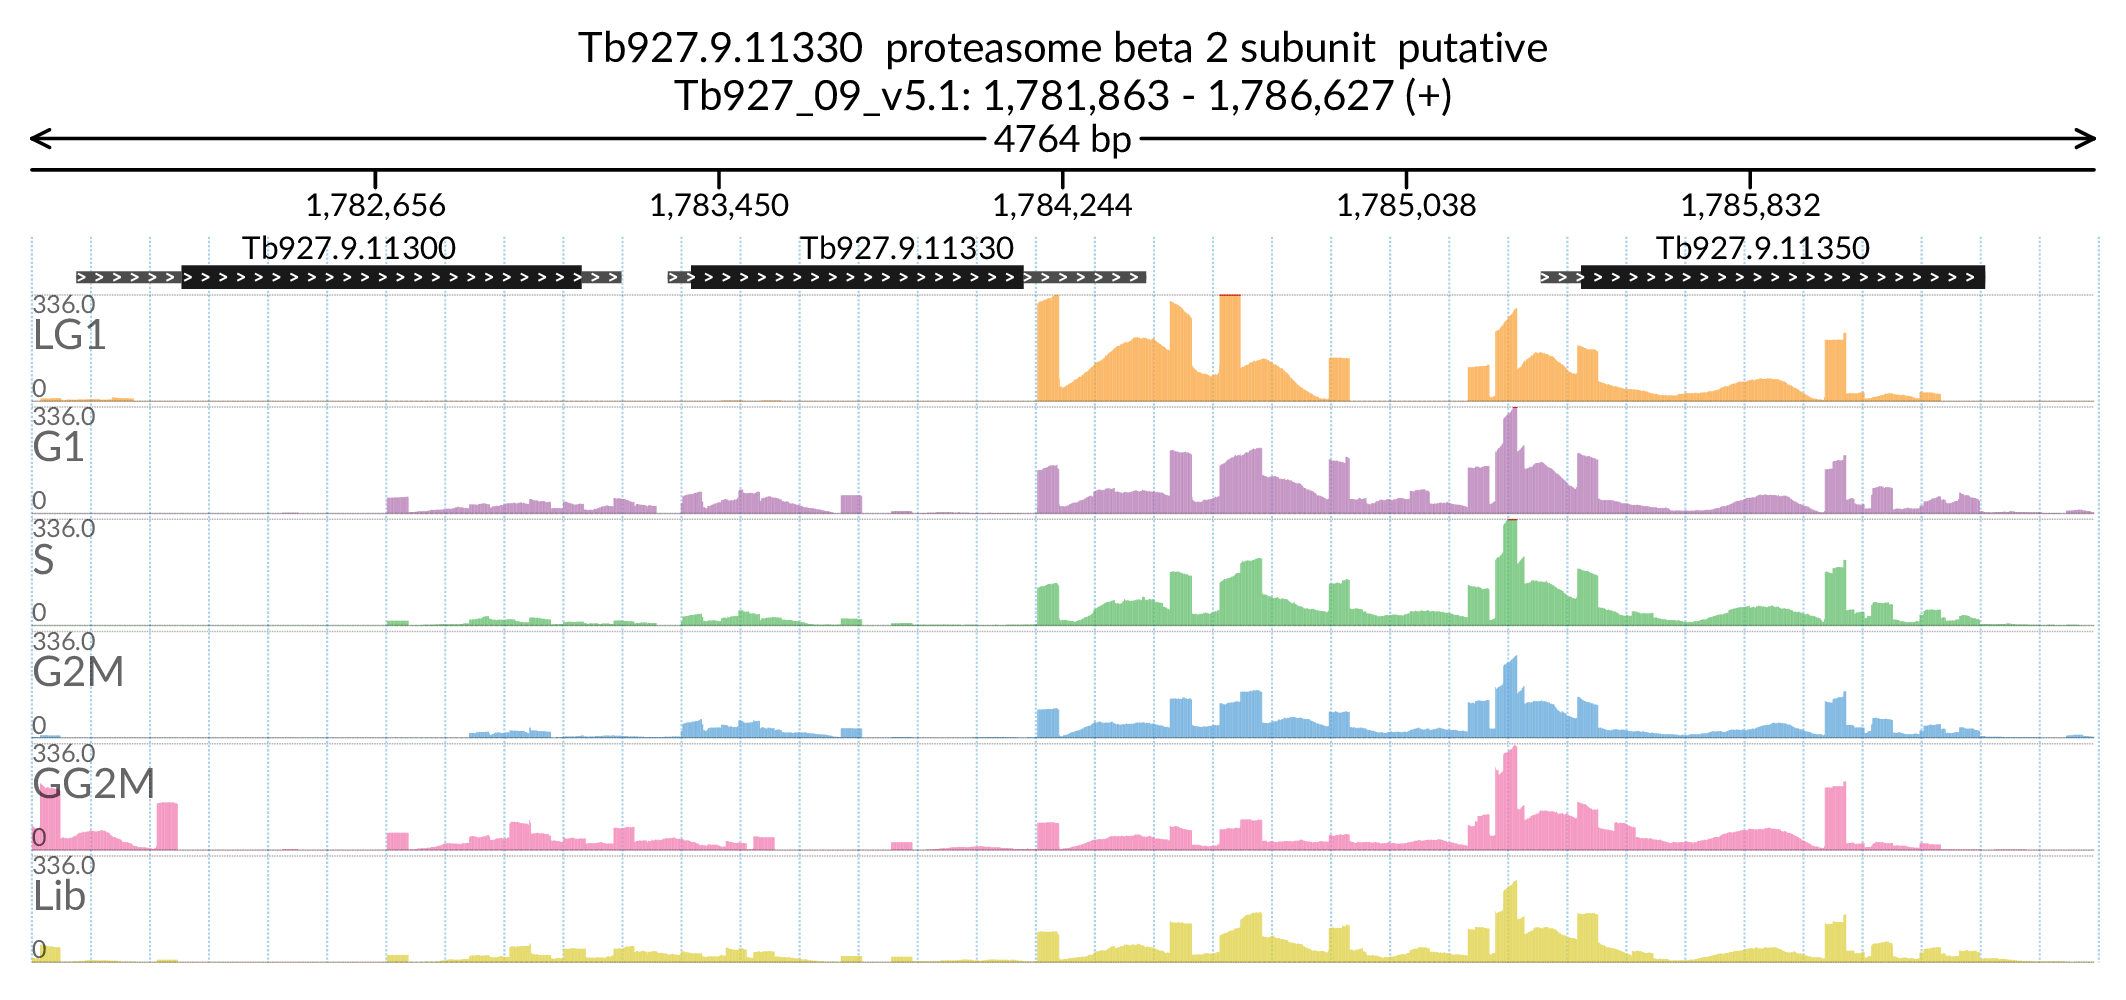 Tb927.9.11330  proteasome beta 2 subunit  putative
Tb927_09_v5.1: 1,781,863 - 1,786,627 (+)
4764 bp
1,782,656 1,783,450 1,784,244 1,785,038 1,785,832
Tb927.9.11300 Tb927.9.11330 Tb927.9.11350
336.0
LG1
0
336.0
G1
0
336.0
S
0
336.0
G2M
0
336.0
GG2M
0
336.0
Lib
0